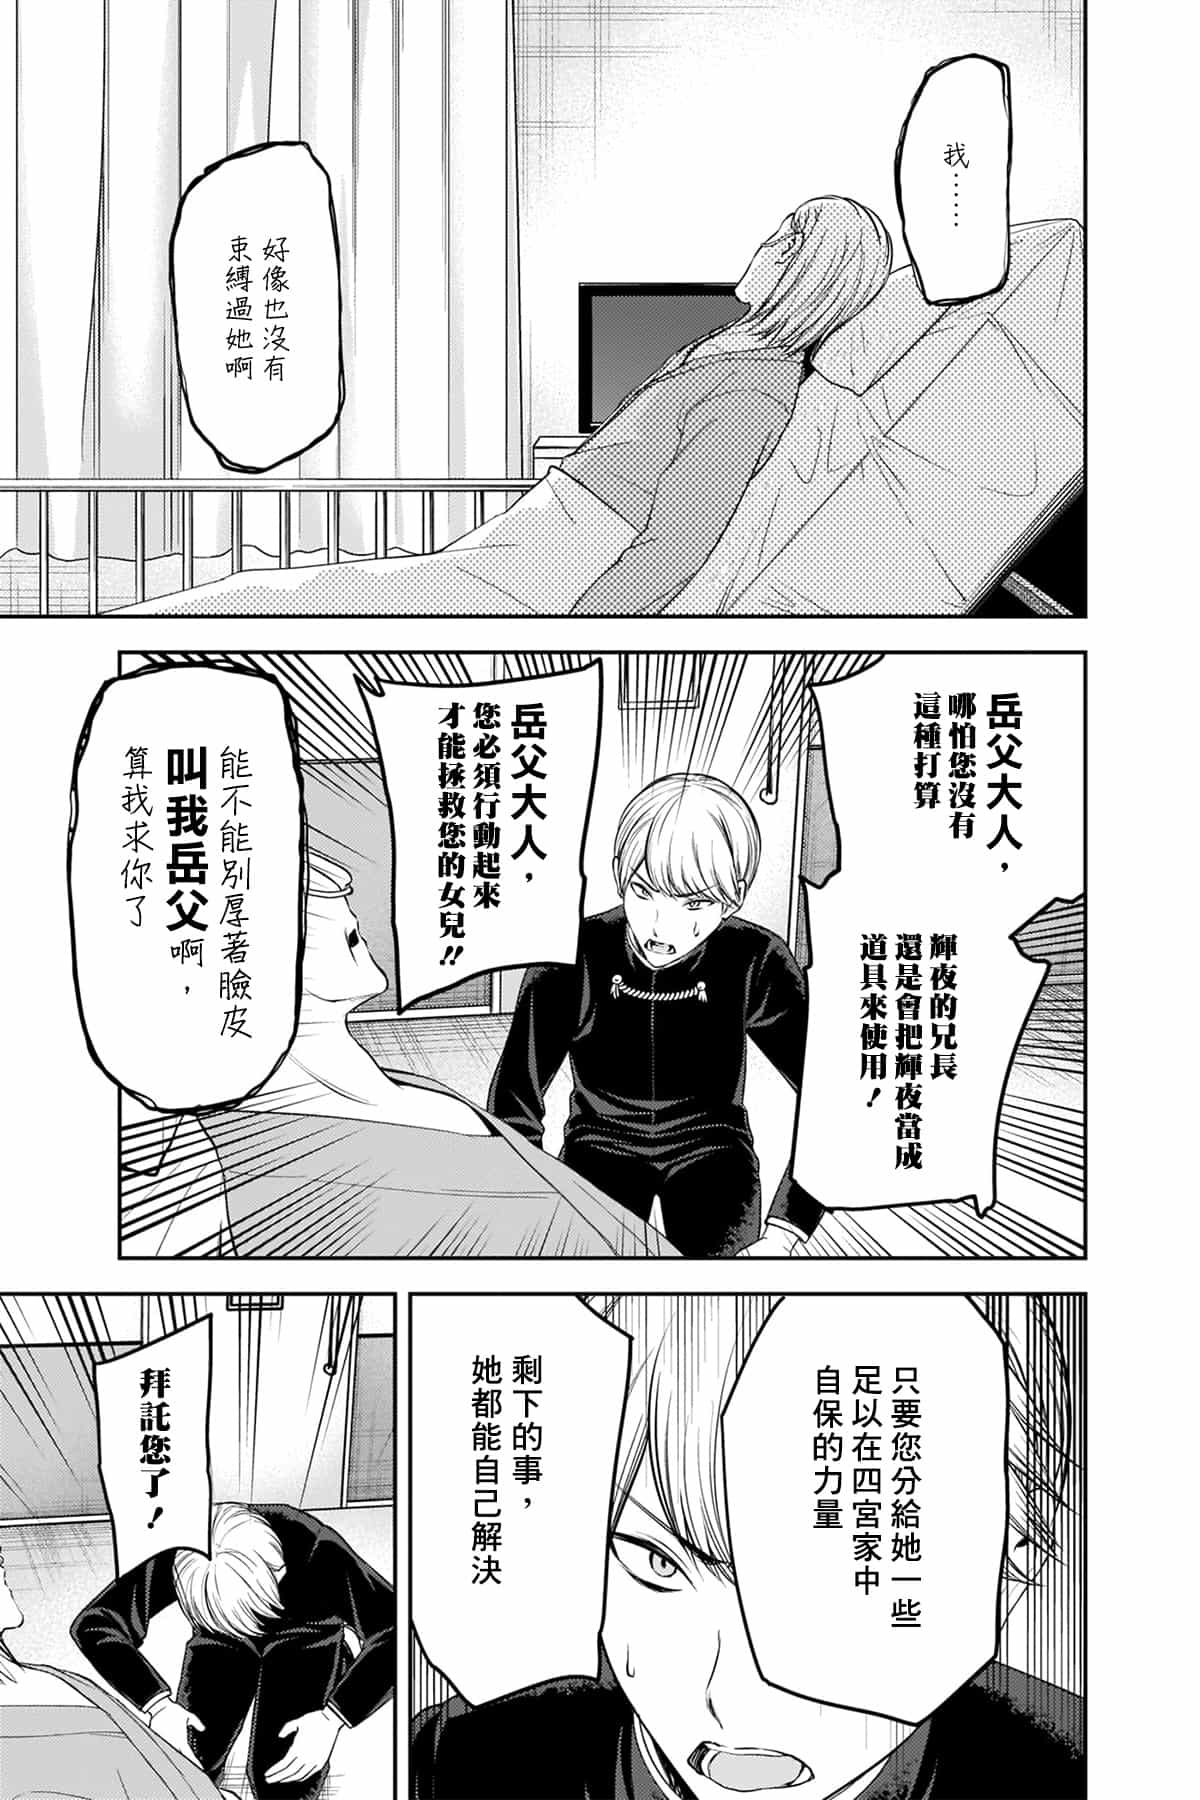 我……
好像也沒有
束縛過她啊
岳父大人，
哪怕您沒有
這種打算
輝夜的兄長
還是會把輝夜當成
道具來使用！
岳父大人，
您必須行動起來
才能拯救您的女兒!!
能不能別厚著臉皮
叫我岳父啊，
算我求你了
只要您分給她一些
足以在四宮家中
自保的力量
剩下的事，
她都能自己解決
拜託您了！